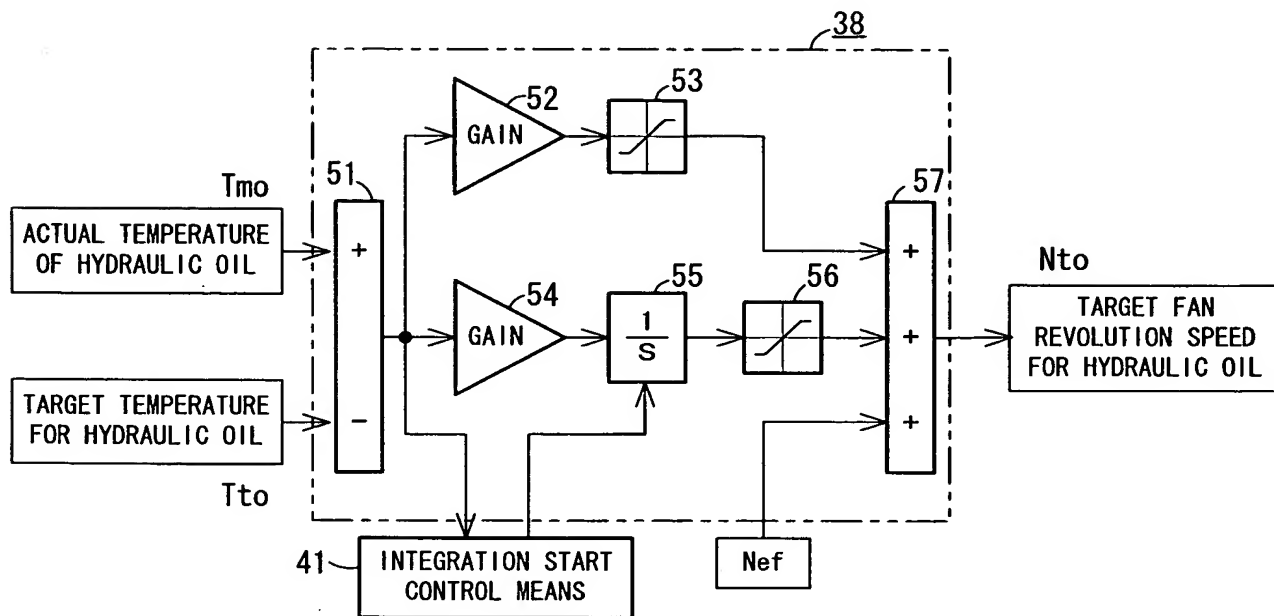 38
52
53
GAIN
Tmo
51
57
ACTUAL TEMPERATURE
OF HYDRAULIC OIL
+
+
Nto
54
55
56
GAIN
1
S
+
TARGET FAN
REVOLUTION SPEED
FOR HYDRAULIC OIL
TARGET TEMPERATURE
FOR HYDRAULIC OIL
−
+
Tto
41
INTEGRATION START
CONTROL MEANS
Nef